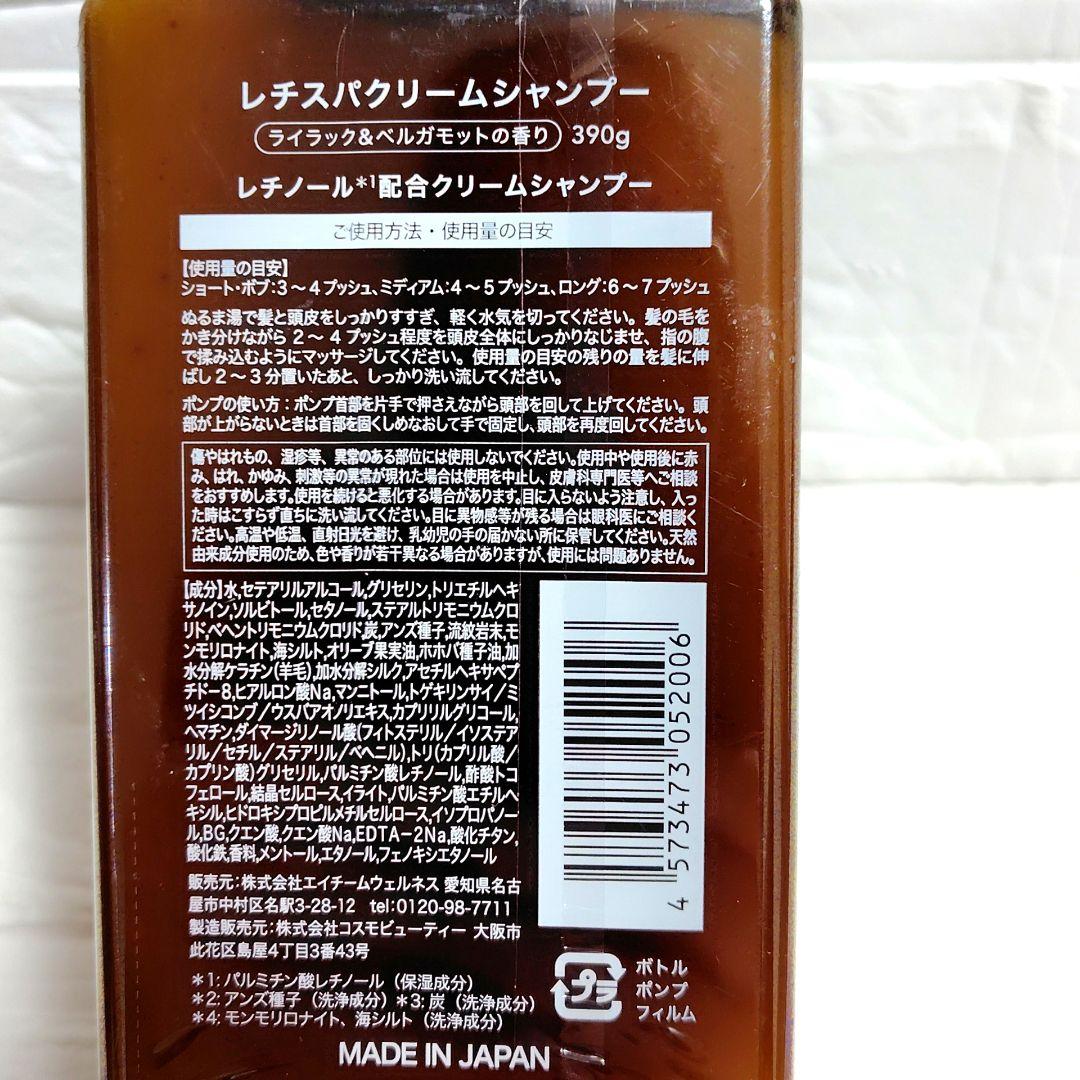 レチスパクリームシャンプー
ライラック&ベルガモットの香り 390g
レチノール*1配合クリームシャンプー
ご使用方法・使用量の目安
【使用量の目安】
ショート・ボブ:3～4プッシュ、ミディアム:4～5プッシュ、ロング:6～7プッシュ
ぬるま湯で髪と頭皮をしっかりすすぎ、軽く水気を切ってください。髪の毛を
かき分けながら2～4プッシュ程度を頭皮全体にしっかりなじませ、指の腹
で揉み込むようにマッサージしてください。使用量の目安の残りの量を髪に伸
ばし2～3分置いたあと、しっかり洗い流してください。
ポンプの使い方：ポンプ首部を片手で押さえながら頭部を回して上げてください。頭
部が上がらないときは首部を固くしめなおして手で固定し、頭部を再度回してください。
傷やはれもの、湿疹等、異常のある部位には使用しないでください。使用中や使用後に赤
み、はれ、かゆみ、刺激等の異常が現れた場合は使用を中止し、皮膚科専門医等へご相談
をおすすめします。使用を続けると悪化する場合があります。目に入らないよう注意し、入っ
た時はこすらず直ちに洗い流してください。目に異物感等が残る場合は眼科医にご相談く
ださい。高温や低温、直射日光を避け、乳幼児の手の届かない所に保管してください。天然
由来成分使用のため、色や香りが若干異なる場合がありますが、使用には問題ありません。
【成分】水,セテアリルアルコール,グリセリン,トリエチルヘキ
サノイン,ソルビトール,セタノール,ステアルトリモニウムクロ
リド,ベヘントリモニウムクロリド,炭,アンズ種子,流紋岩末,モ
ンモリロナイト,海シルト,オリーブ果実油,ホホバ種子油,加
水分解ケラチン(羊毛),加水分解シルク,アセチルヘキサペプ
チド-8,ヒアルロン酸Na,マンニトール,トゲキリンサイ/ミ
ツイシコンブ/ウスバアオノリエキス,カプリリルグリコール,
ヘマチン,ダイマージリノール酸(フィトステリル/イソステア
リル/セチル/ステアリル/ベヘニル),トリ(カプリル酸/
カプリン酸)グリセリル,パルミチン酸レチノール,酢酸トコ
フェロール,結晶セルロース,イライト,パルミチン酸エチルヘ
キシル,ヒドロキシプロピルメチルセルロース,イソプロパノー
ル,BG,クエン酸,クエン酸Na,EDTA-2Na,酸化チタン,
酸化鉄,香料,メントール,エタノール,フェノキシエタノール
販売元：株式会社エイチームウェルネス 愛知県名古
屋市中村区名駅3-28-12 tel:0120-98-7711
製造販売元：株式会社コスモビューティー 大阪市
此花区島屋4丁目3番43号
*1: パルミチン酸レチノール（保湿成分）
*2: アンズ種子（洗浄成分）*3: 炭（洗浄成分）
*4: モンモリロナイト、海シルト（洗浄成分）
4 573473 052006
プラ
ボトル
ポンプ
フィルム
MADE IN JAPAN